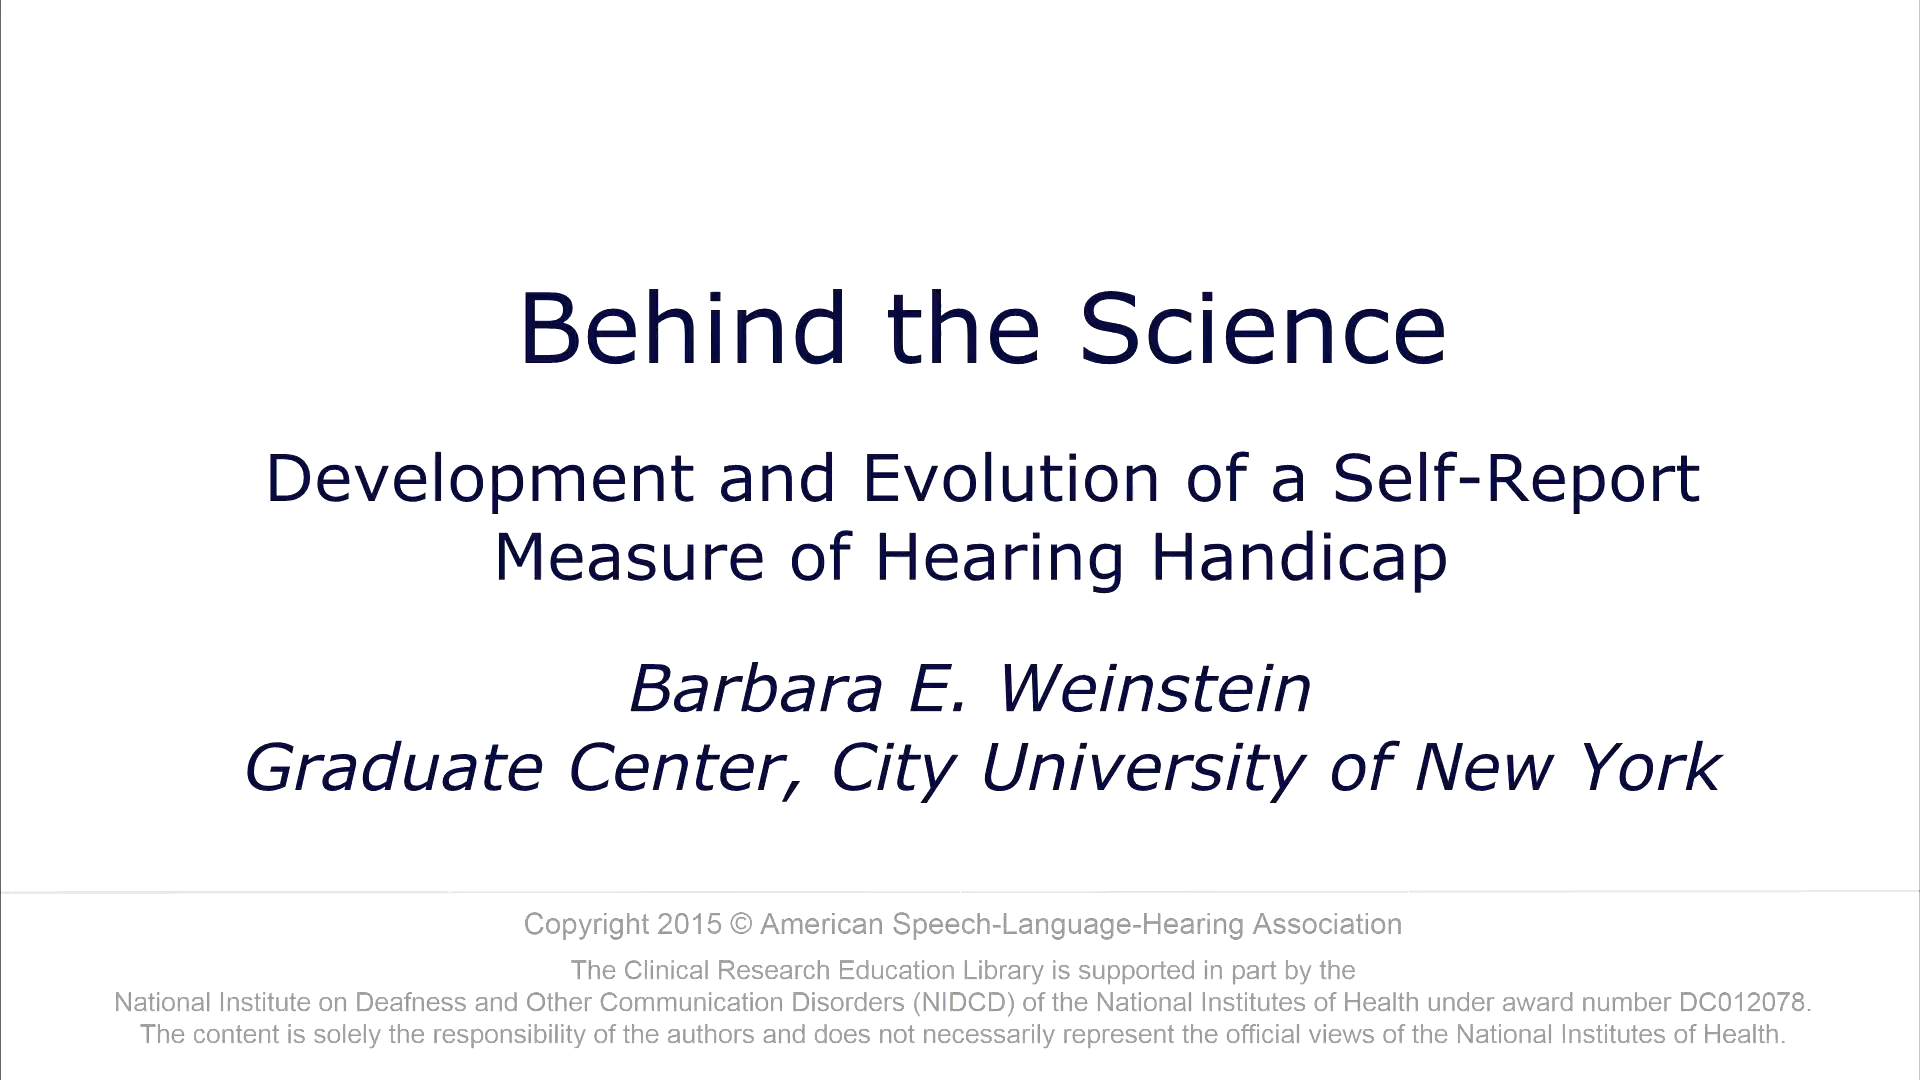 Behind the Science
Development and Evolution of a Self-Report
Measure of Hearing Handicap
Barbara E. Weinstein
Graduate Center, City University of New York
Copyright 2015 © American Speech-Language-Hearing Association
The Clinical Research Education Library is supported in part by the
National Institute on Deafness and Other Communication Disorders (NIDCD) of the National Institutes of Health under award number DC012078.
The content is solely the responsibility of the authors and does not necessarily represent the official views of the National Institutes of Health.